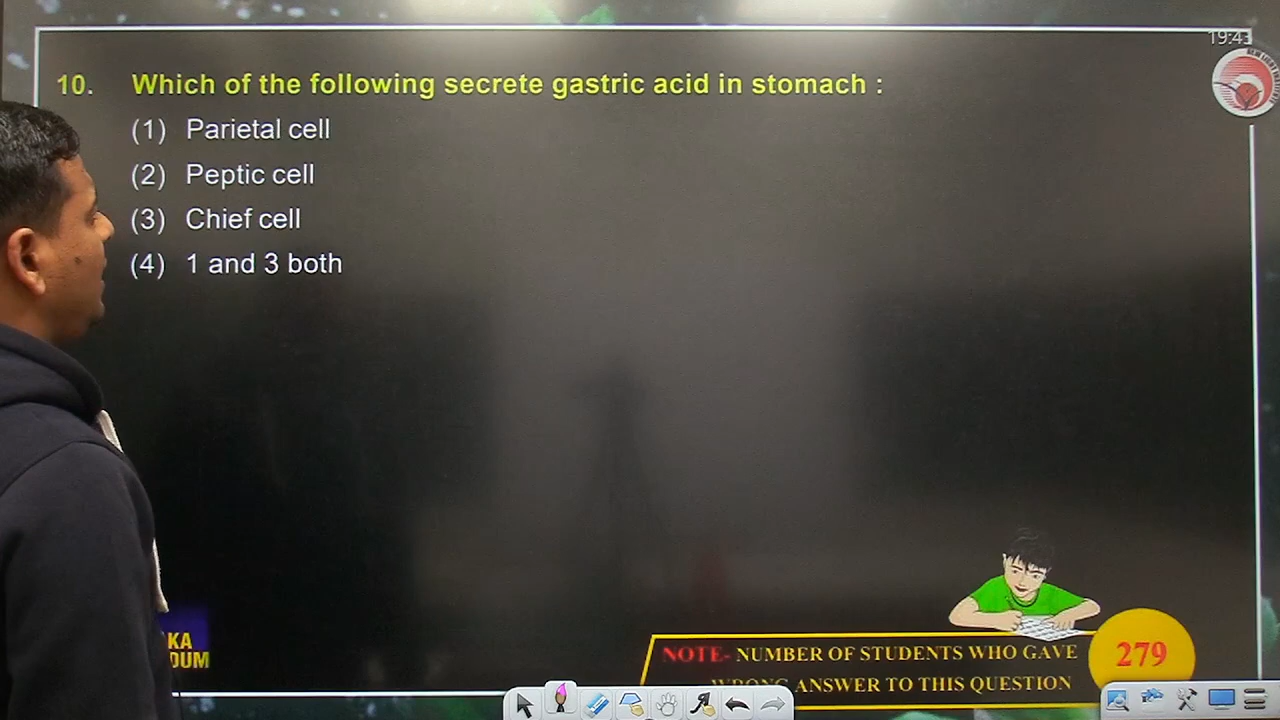 19:43
10. Which of the following secrete gastric acid in stomach :
(1) Parietal cell
(2) Peptic cell
(3) Chief cell
(4) 1 and 3 both
KA
DUM
NOTE- NUMBER OF STUDENTS WHO GAVE
WRONG ANSWER TO THIS QUESTION
279